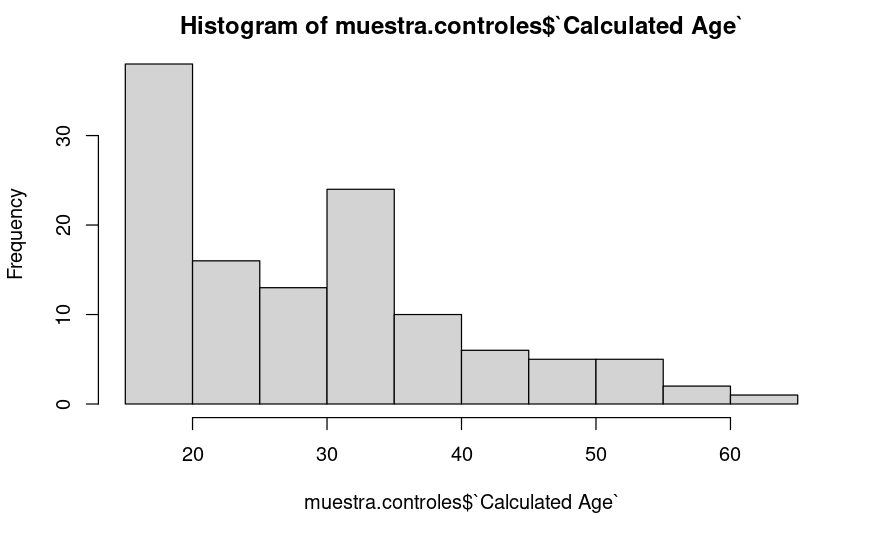 Histogram of muestra.controles$`Calculated Age`
Frequency
30
20
10
0
20 30 40 50 60
muestra.controles$`Calculated Age`